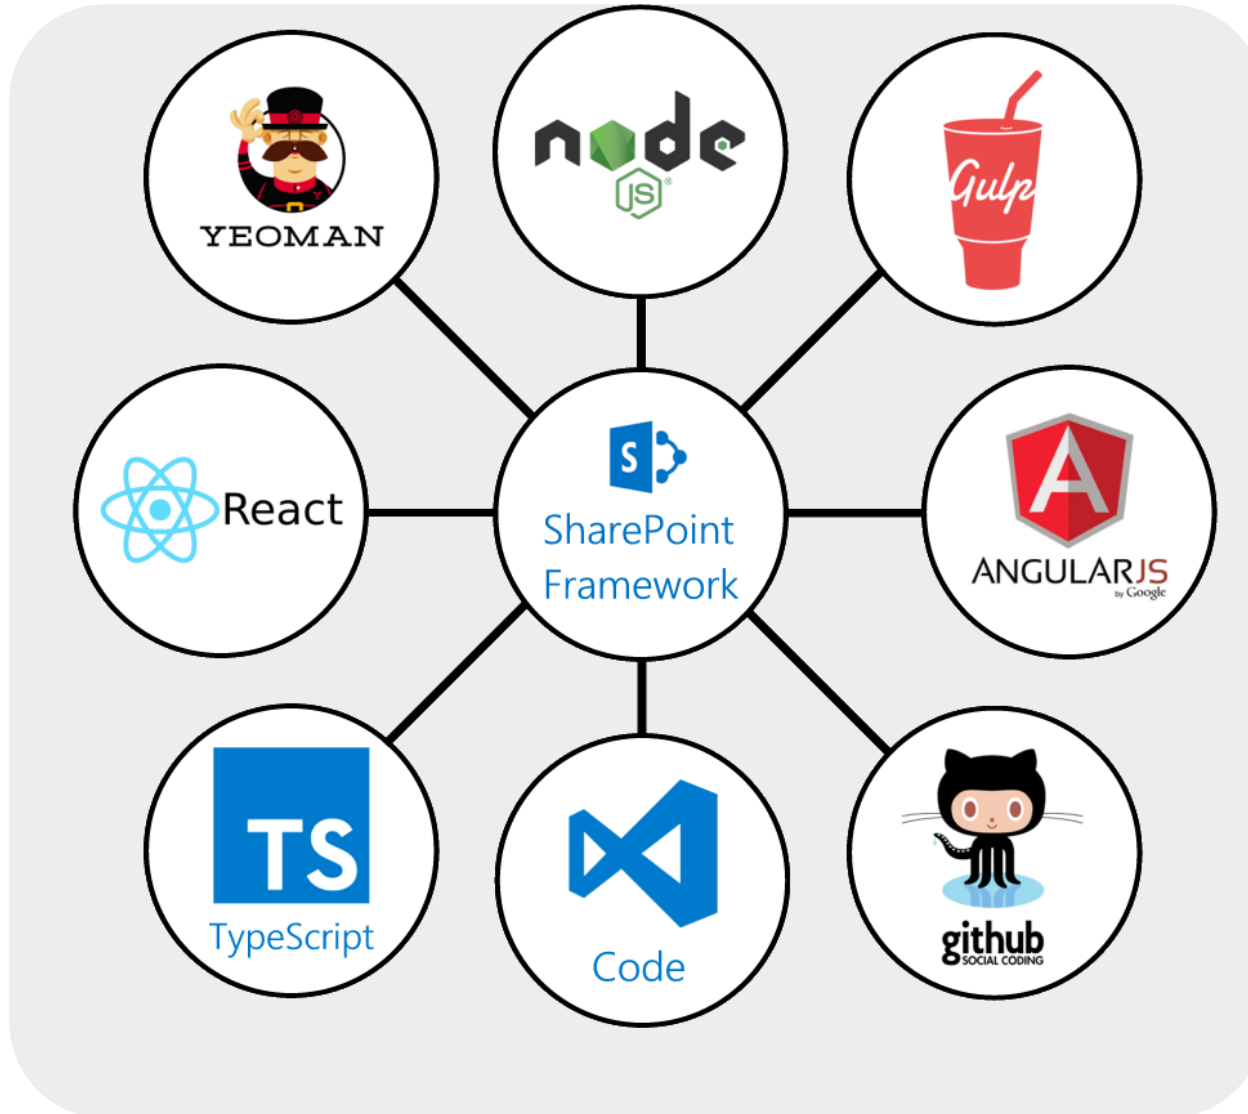 node
JS®
YEOMAN
Gulp
React
S
SharePoint
Framework
A
ANGULARJS
by Google
TS
TypeScript
Code
github
SOCIAL CODING